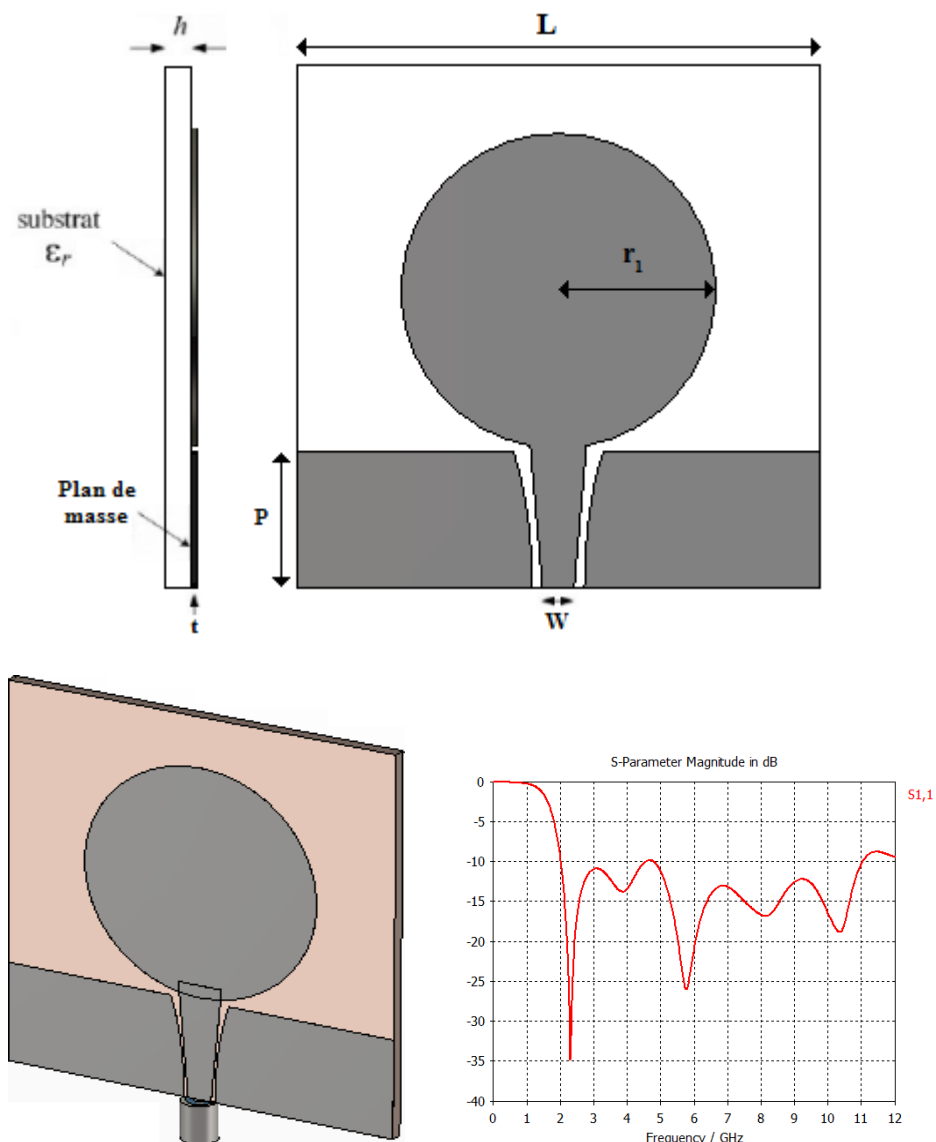 h
L
substrat
εr
r1
Plan de
masse
P
t
W
S-Parameter Magnitude in dB
S1,1
0
-5
-10
-15
-20
-25
-30
-35
-40
0 1 2 3 4 5 6 7 8 9 10 11 12
Frequency / GHz